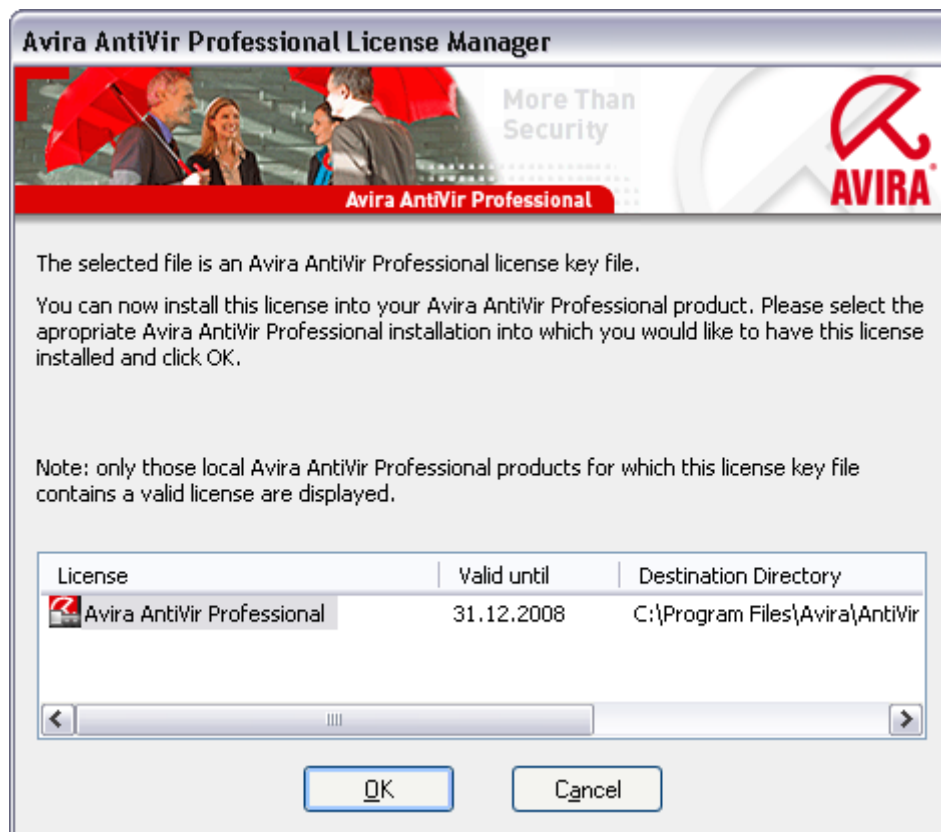 Avira AntiVir Professional License Manager
More Than
Security
AVIRA
Avira AntiVir Professional
The selected file is an Avira AntiVir Professional license key file.
You can now install this license into your Avira AntiVir Professional product. Please select the
apropriate Avira AntiVir Professional installation into which you would like to have this license
installed and click OK.
Note: only those local Avira AntiVir Professional products for which this license key file
contains a valid license are displayed.
License Valid until Destination Directory
Avira AntiVir Professional 31.12.2008 C:\Program Files\Avira\AntiVir
OK Cancel